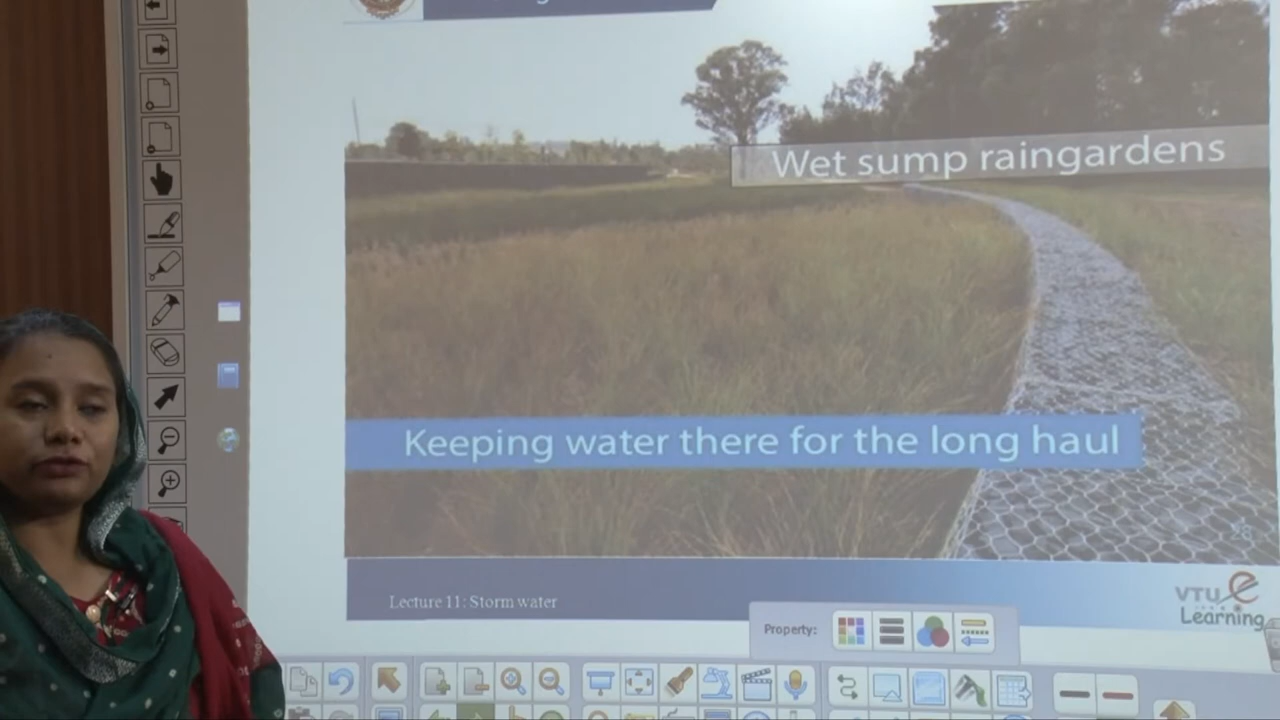 Wet sump raingardens
Keeping water there for the long haul
Lecture 11: Storm water
VTU e
Learning
Property: